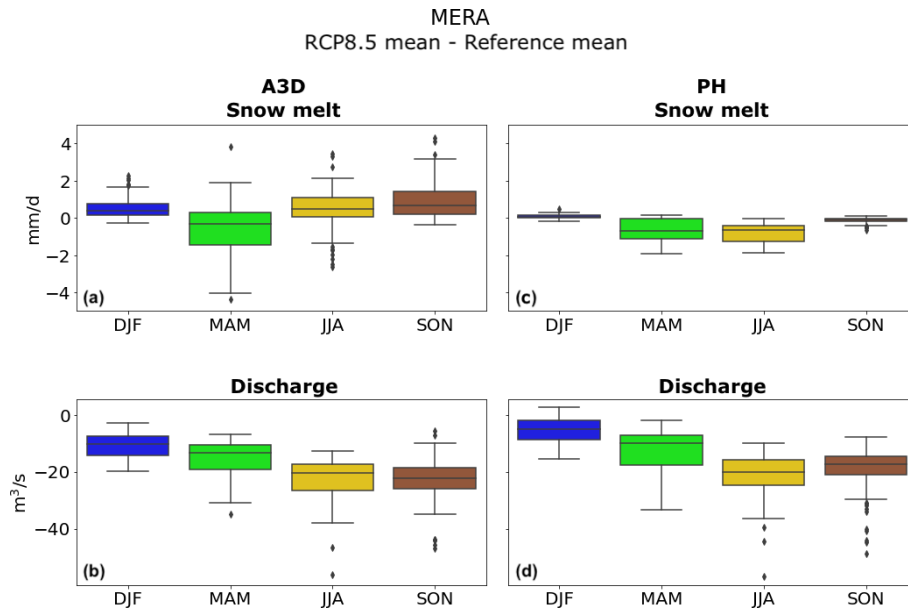 MERA
RCP8.5 mean - Reference mean
A3D
Snow melt
PH
Snow melt
mm/d
4
2
0
−2
−4
(a)
(c)
DJF MAM JJA SON
DJF MAM JJA SON
Discharge
Discharge
m³/s
0
−20
−40
(b)
(d)
DJF MAM JJA SON
DJF MAM JJA SON